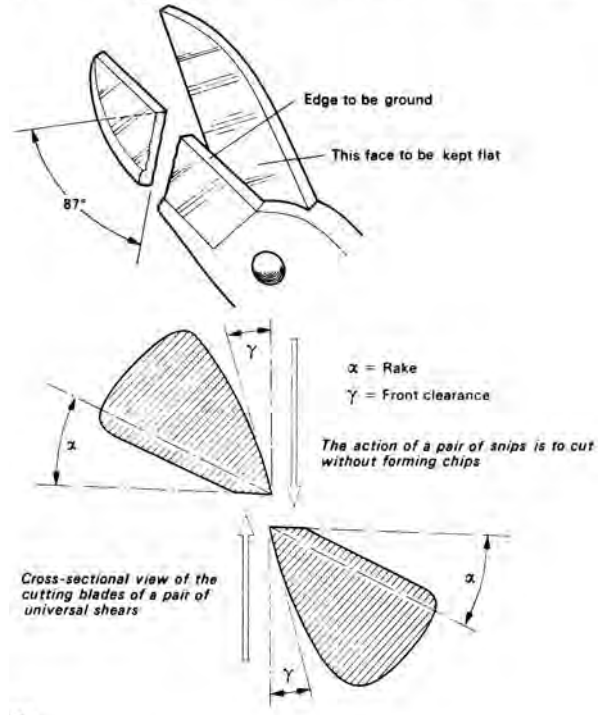 Edge to be ground
This face to be kept flat
87°
γ
α = Rake
γ = Front clearance
α
The action of a pair of snips is to cut
without forming chips
Cross-sectional view of the
cutting blades of a pair of
universal shears
α
γ